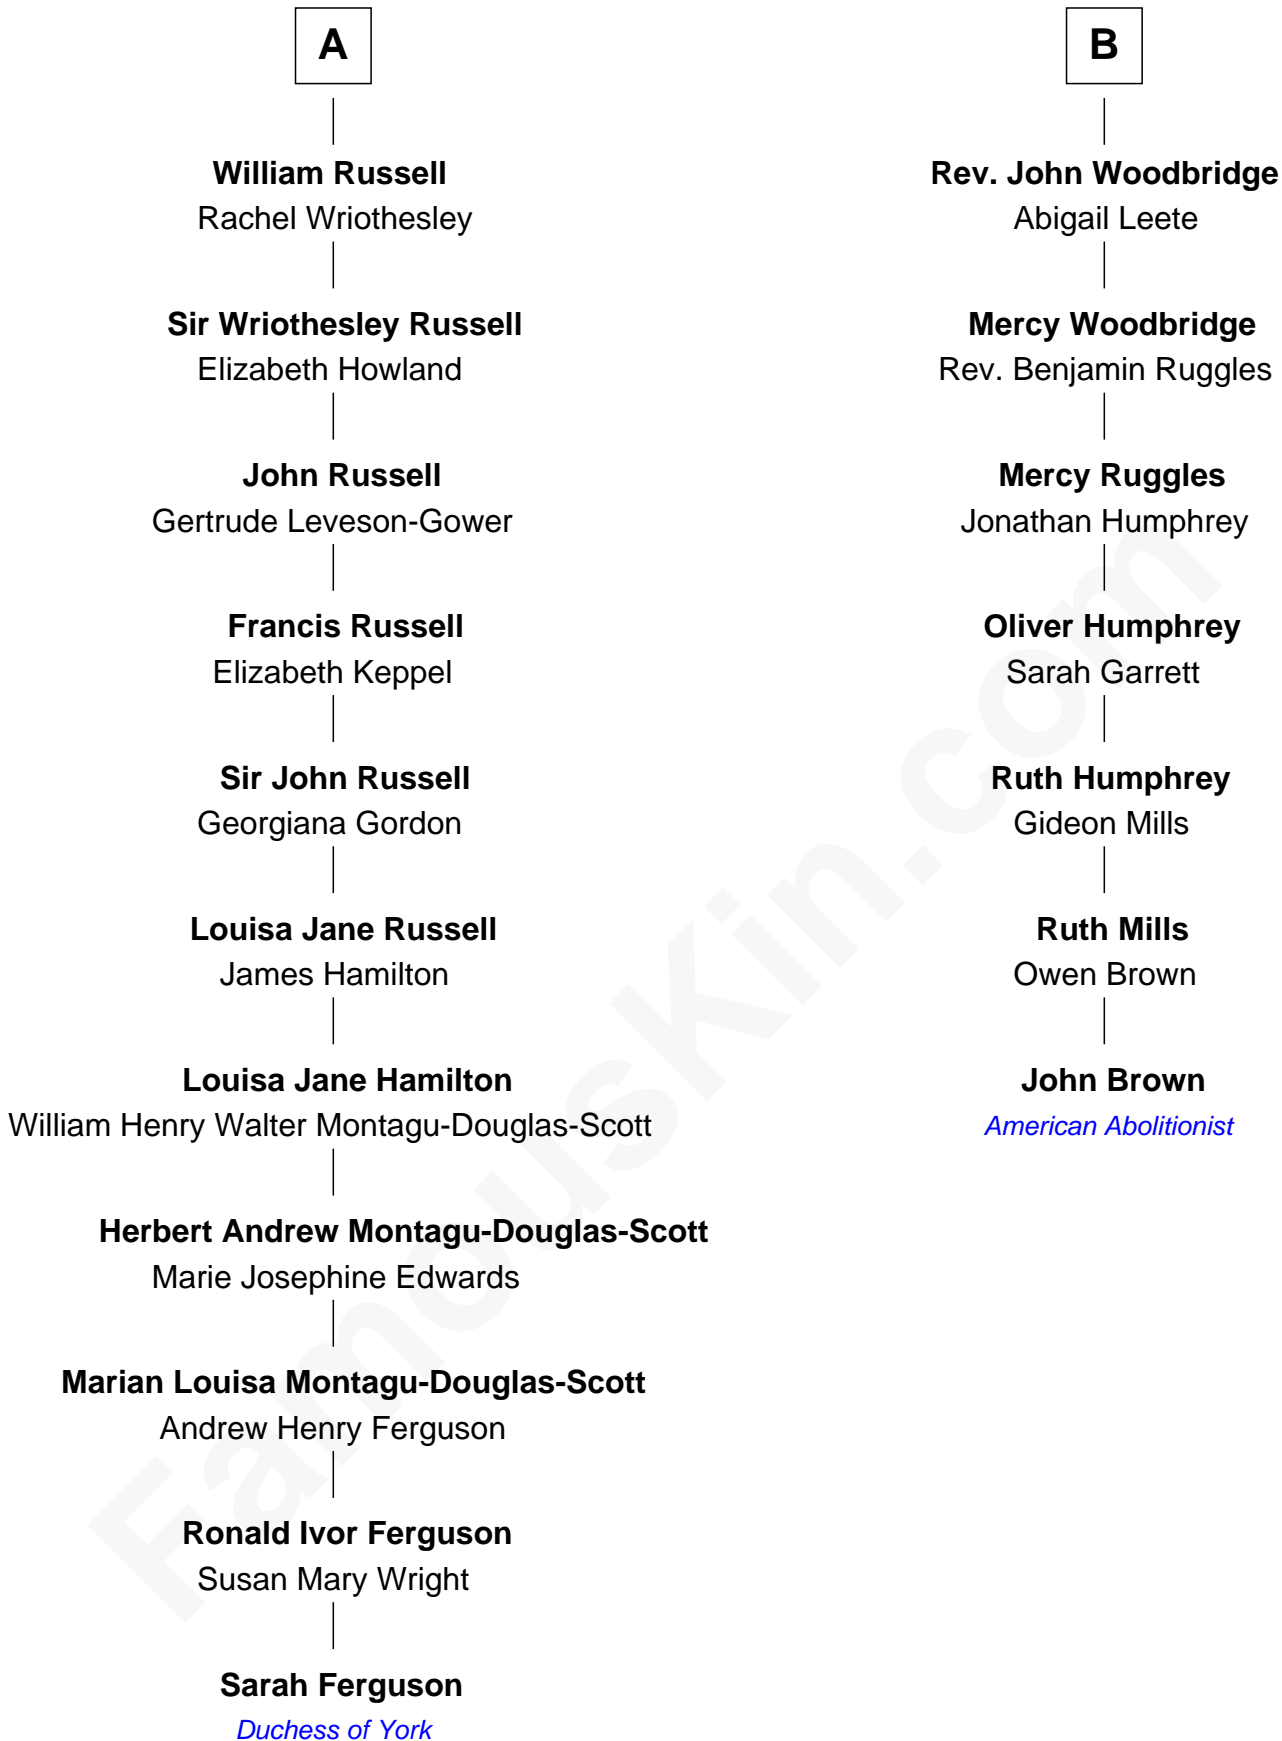 A
William Russell
Rachel Wriothesley
Sir Wriothesley Russell
Elizabeth Howland
John Russell
Gertrude Leveson-Gower
Francis Russell
Elizabeth Keppel
Sir John Russell
Georgiana Gordon
Louisa Jane Russell
James Hamilton
Louisa Jane Hamilton
William Henry Walter Montagu-Douglas-Scott
Herbert Andrew Montagu-Douglas-Scott
Marie Josephine Edwards
Marian Louisa Montagu-Douglas-Scott
Andrew Henry Ferguson
Ronald Ivor Ferguson
Susan Mary Wright
Sarah Ferguson
Duchess of York
B
Rev. John Woodbridge
Abigail Leete
Mercy Woodbridge
Rev. Benjamin Ruggles
Mercy Ruggles
Jonathan Humphrey
Oliver Humphrey
Sarah Garrett
Ruth Humphrey
Gideon Mills
Ruth Mills
Owen Brown
John Brown
American Abolitionist
FamousKin.com